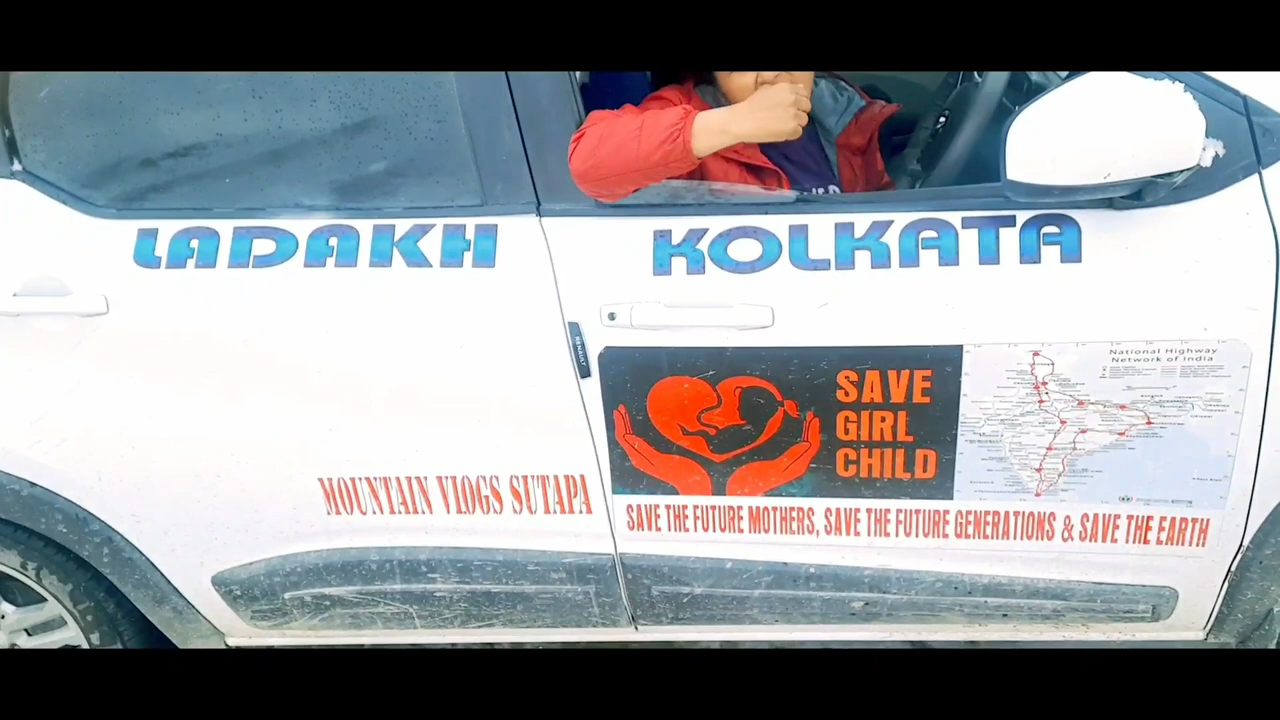 LADAKH KOLKATA
RENAULT
SAVE
GIRL
CHILD
National Highway
Network of India
MOUNTAIN VLOGS SUTAPA
SAVE THE FUTURE MOTHERS, SAVE THE FUTURE GENERATIONS & SAVE THE EARTH